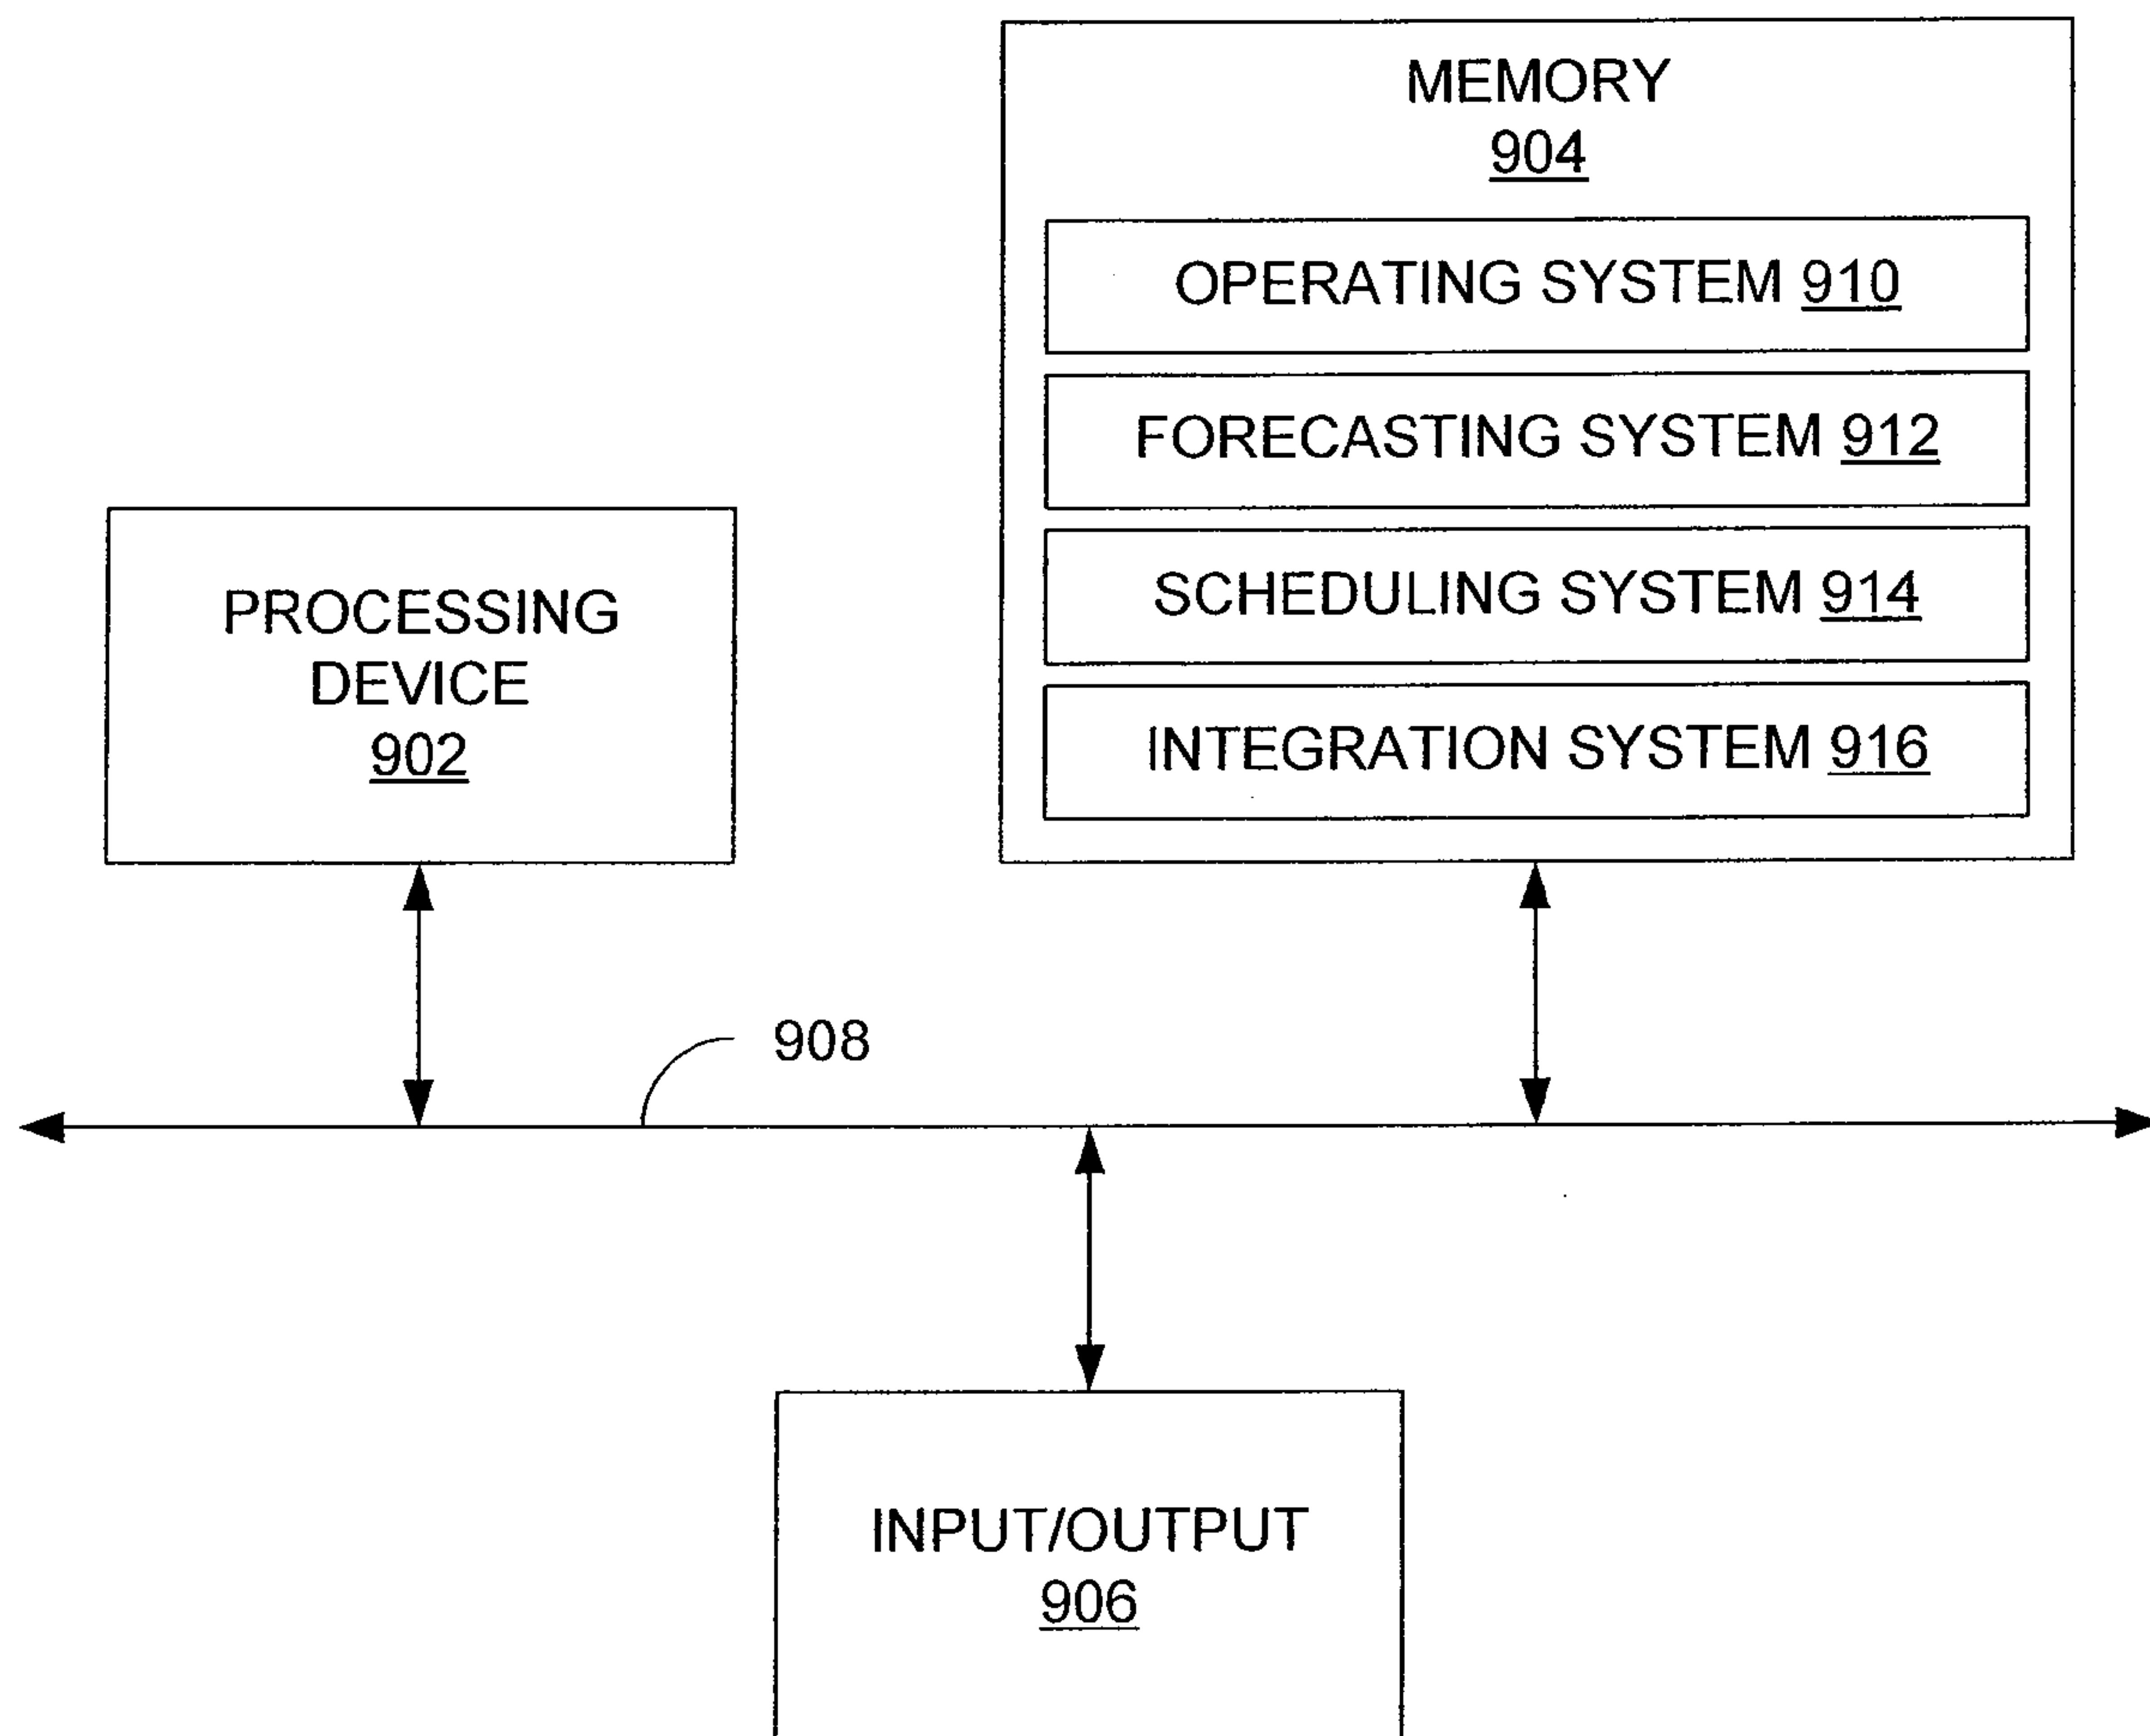 MEMORY
904
OPERATING SYSTEM 910
FORECASTING SYSTEM 912
SCHEDULING SYSTEM 914
INTEGRATION SYSTEM 916
PROCESSING
DEVICE
902
908
INPUT/OUTPUT
906